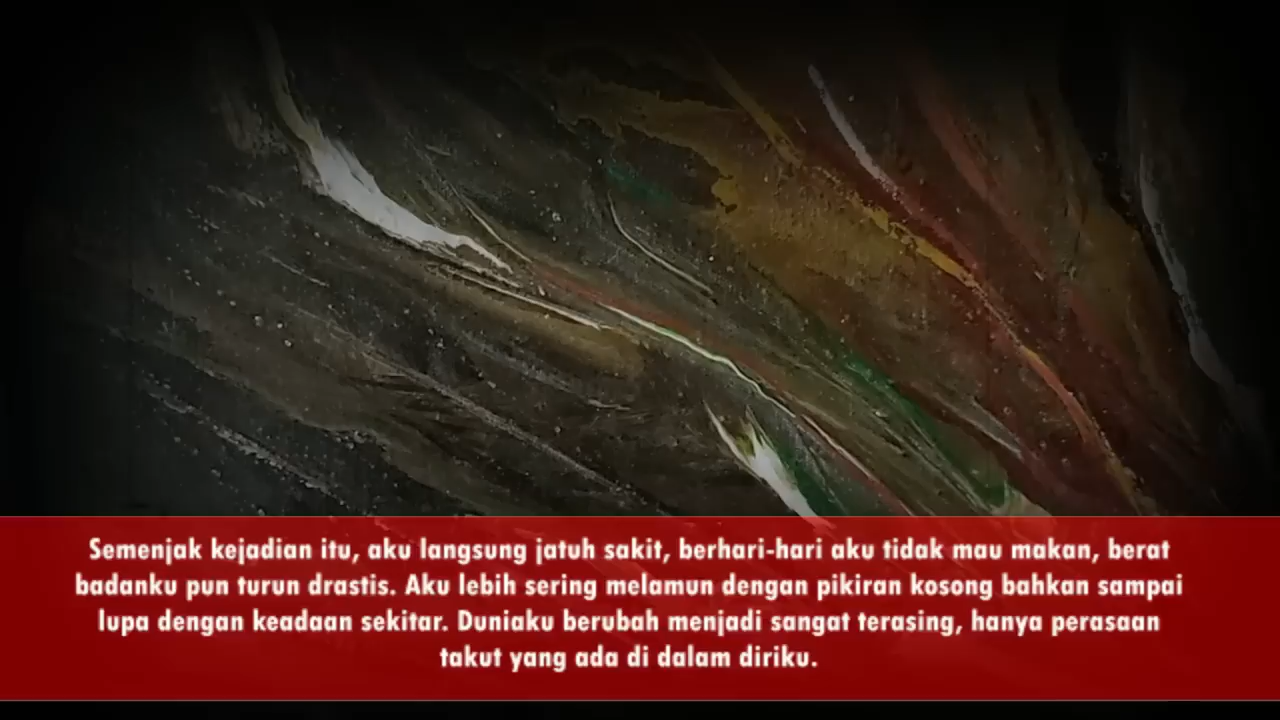 Semenjak kejadian itu, aku langsung jatuh sakit, berhari-hari aku tidak mau makan, berat
badanku pun turun drastis. Aku lebih sering melamun dengan pikiran kosong bahkan sampai
lupa dengan keadaan sekitar. Duniaku berubah menjadi sangat terasing, hanya perasaan
takut yang ada di dalam diriku.